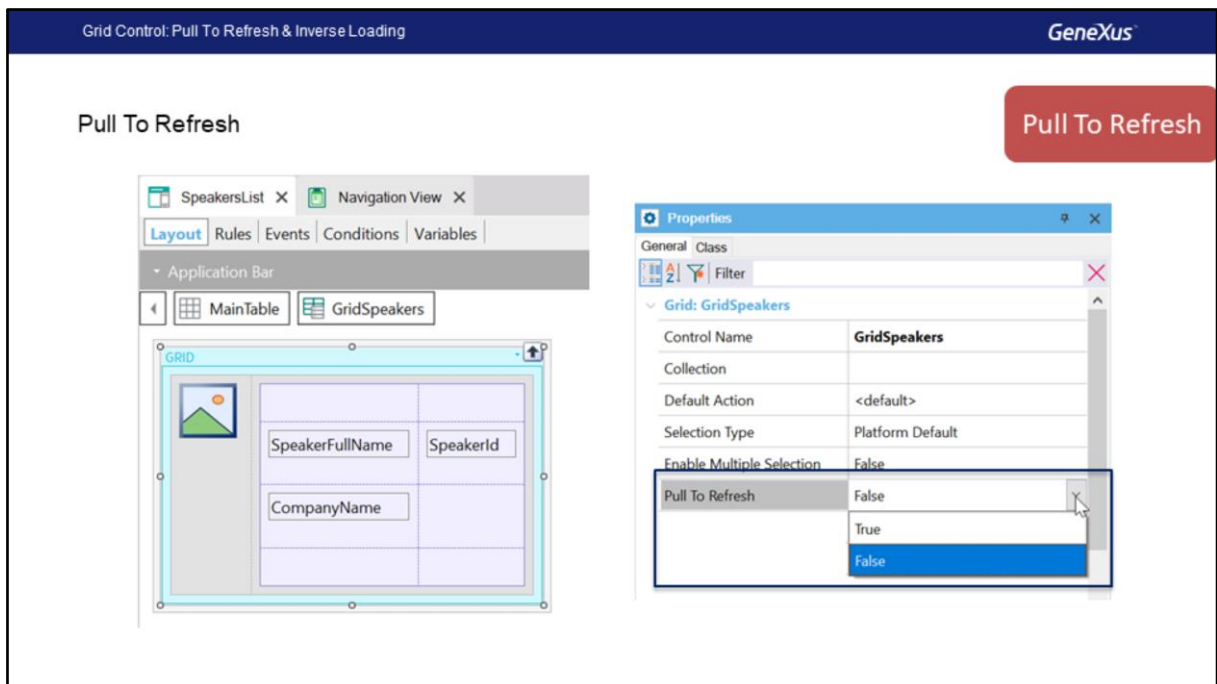 Grid Control: Pull To Refresh & Inverse Loading
GeneXus™
Pull To Refresh
Pull To Refresh
SpeakersList
Navigation View
Layout Rules Events Conditions Variables
Application Bar
MainTable GridSpeakers
GRID
SpeakerFullName SpeakerId
CompanyName
Properties
General Class
Filter
Grid: GridSpeakers
Control Name GridSpeakers
Collection
Default Action <default>
Selection Type Platform Default
Enable Multiple Selection False
Pull To Refresh False
True
False